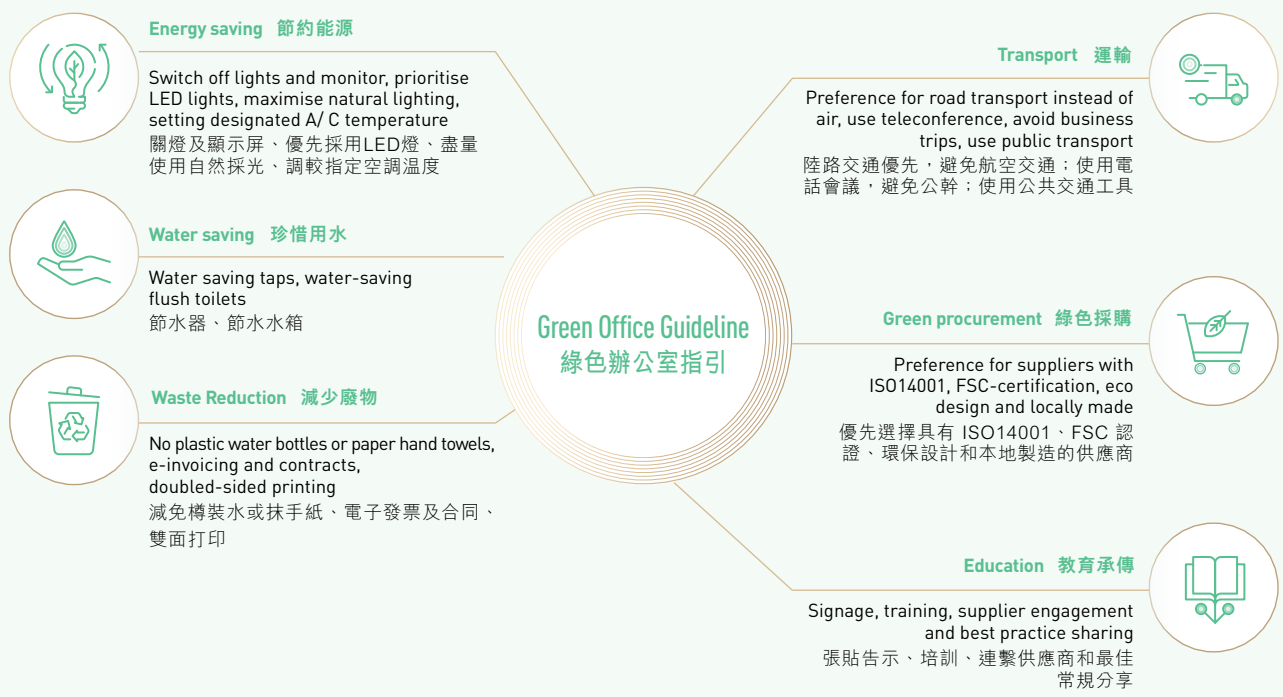 Energy saving 節約能源
Switch off lights and monitor, prioritise
LED lights, maximise natural lighting,
setting designated A/ C temperature
關燈及顯示屏、優先採用LED燈、盡量
使用自然採光、調較指定空調温度
Water saving 珍惜用水
Water saving taps, water-saving
flush toilets
節水器、節水水箱
Waste Reduction 減少廢物
No plastic water bottles or paper hand towels,
e-invoicing and contracts,
doubled-sided printing
減免樽裝水或抹手紙、電子發票及合同、
雙面打印
Green Office Guideline
綠色辦公室指引
Transport 運輸
Preference for road transport instead of
air, use teleconference, avoid business
trips, use public transport
陸路交通優先，避免航空交通；使用電
話會議，避免公幹；使用公共交通工具
Green procurement 綠色採購
Preference for suppliers with
ISO14001, FSC-certification, eco
design and locally made
優先選擇具有 ISO14001、FSC 認
證、環保設計和本地製造的供應商
Education 教育承傳
Signage, training, supplier engagement
and best practice sharing
張貼告示、培訓、連繫供應商和最佳
常規分享